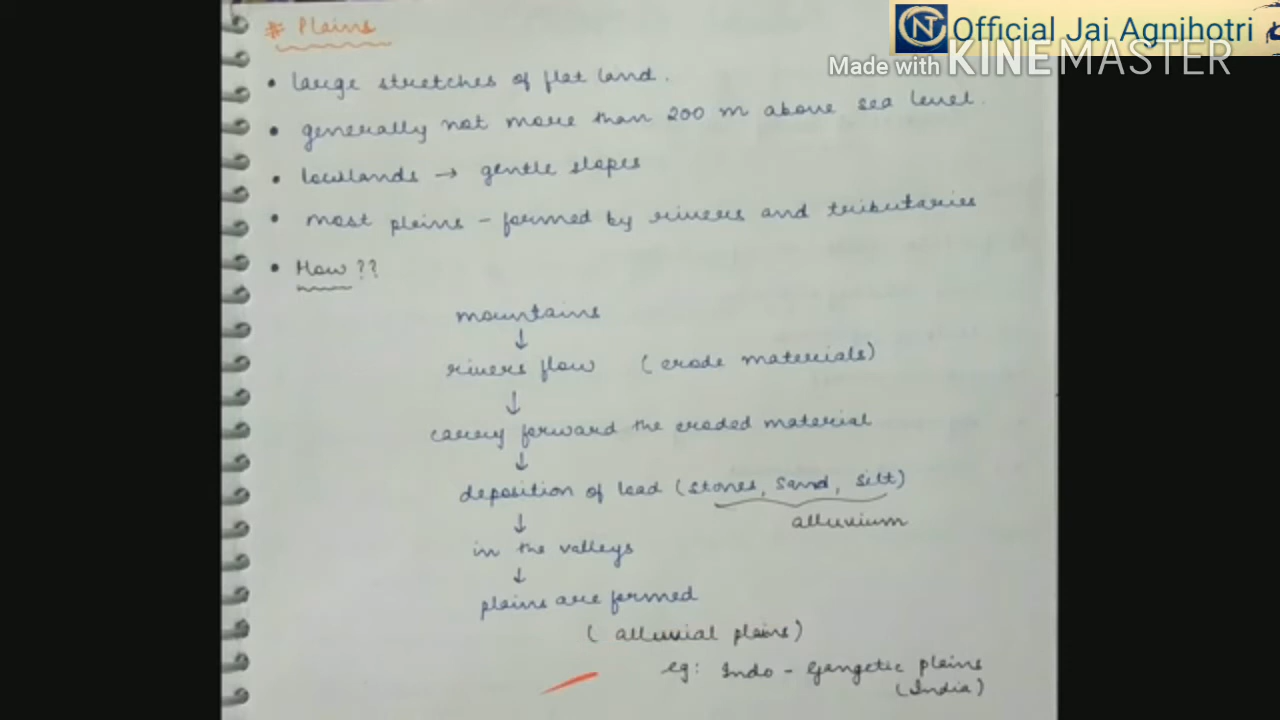 Official Jai Agnihotri
Made with KINEMASTER
* Plains
• large stretches of flat land.
• generally not more than 200 m above sea level.
• lowlands → gentle slopes
• most plains - formed by rivers and tributaries
• How ??
mountains
↓
rivers flow (erode materials)
↓
carry forward the eroded material
↓
deposition of load (stones, sand, silt)
alluvium
↓
in the valleys
↓
plains are formed
(alluvial plains)
eg: Indo - Gangetic plains
(India)